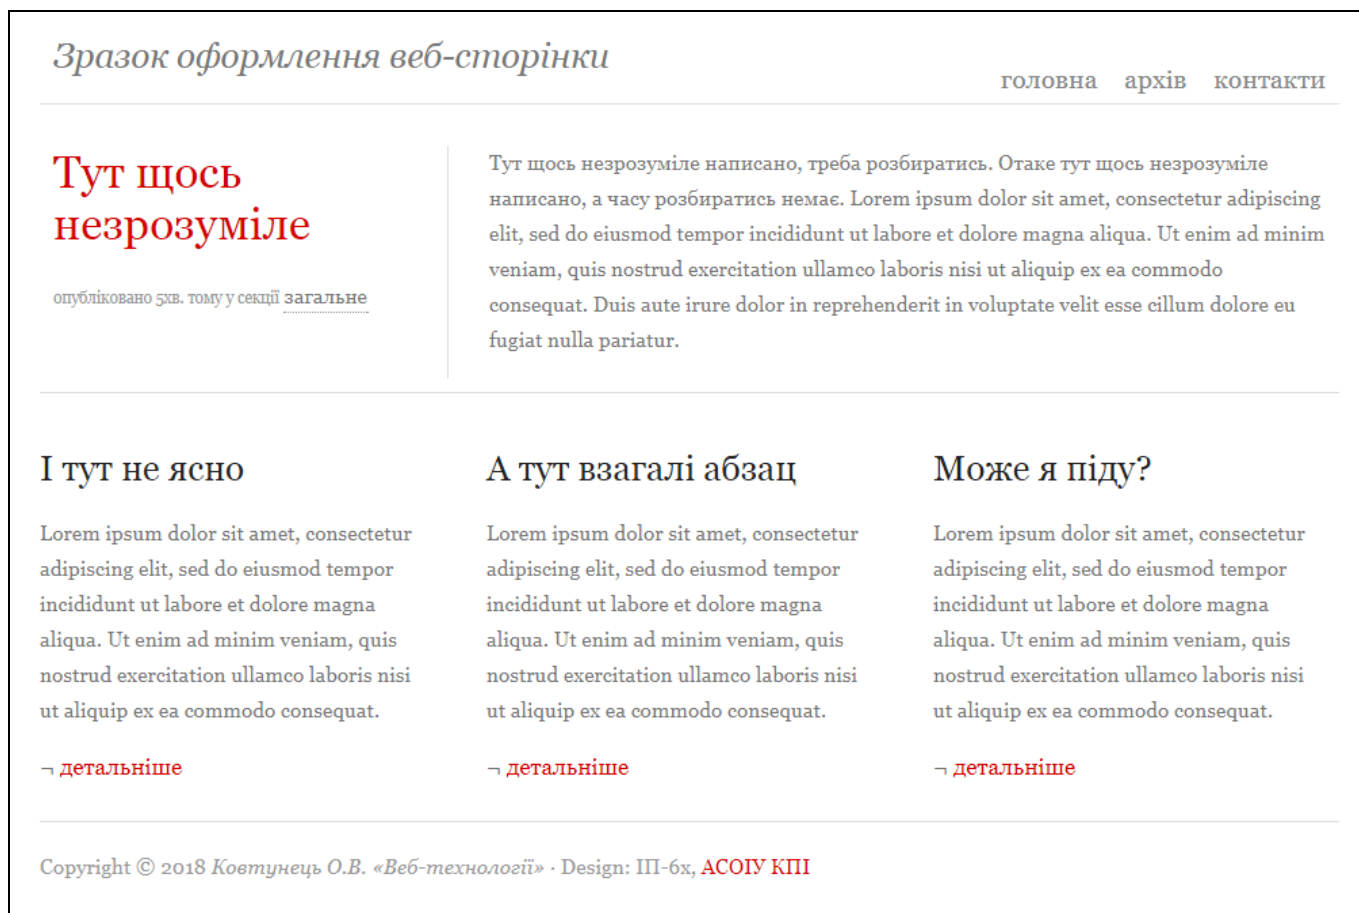 Зразок оформлення веб-сторінки
головна архів контакти
Тут щось
незрозуміле
опубліковано 5хв. тому у секції загальне
Тут щось незрозуміле написано, треба розбиратись. Отаке тут щось незрозуміле
написано, а часу розбиратись немає. Lorem ipsum dolor sit amet, consectetur adipiscing
elit, sed do eiusmod tempor incididunt ut labore et dolore magna aliqua. Ut enim ad minim
veniam, quis nostrud exercitation ullamco laboris nisi ut aliquip ex ea commodo
consequat. Duis aute irure dolor in reprehenderit in voluptate velit esse cillum dolore eu
fugiat nulla pariatur.
І тут не ясно
Lorem ipsum dolor sit amet, consectetur
adipiscing elit, sed do eiusmod tempor
incididunt ut labore et dolore magna
aliqua. Ut enim ad minim veniam, quis
nostrud exercitation ullamco laboris nisi
ut aliquip ex ea commodo consequat.
¬ детальніше
А тут взагалі абзац
Lorem ipsum dolor sit amet, consectetur
adipiscing elit, sed do eiusmod tempor
incididunt ut labore et dolore magna
aliqua. Ut enim ad minim veniam, quis
nostrud exercitation ullamco laboris nisi
ut aliquip ex ea commodo consequat.
¬ детальніше
Може я піду?
Lorem ipsum dolor sit amet, consectetur
adipiscing elit, sed do eiusmod tempor
incididunt ut labore et dolore magna
aliqua. Ut enim ad minim veniam, quis
nostrud exercitation ullamco laboris nisi
ut aliquip ex ea commodo consequat.
¬ детальніше
Copyright © 2018 Ковтунець О.В. «Веб-технології» · Design: ІП-6х, АСОІУ КПІ